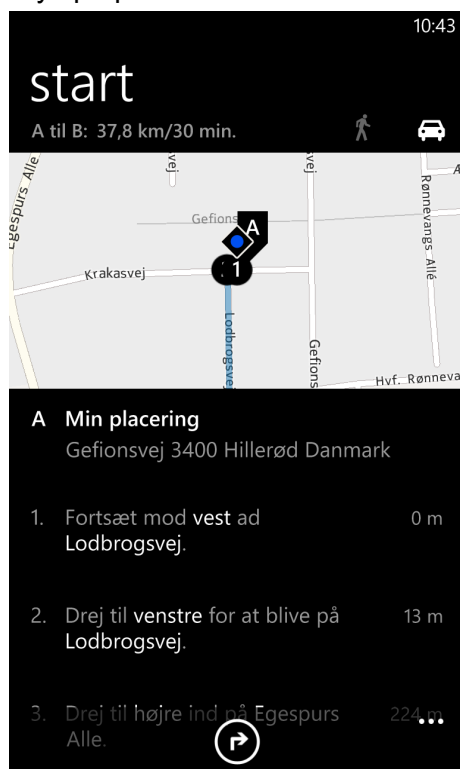 10:43
start
A til B: 37,8 km/30 min.
Egespurs Alle
Rønnevangs Allé
Gefions
A
Krakasvej
1
Lodbrogsvej
Gefions
Hvf. Rønneva
A Min placering
Gefionsvej 3400 Hillerød Danmark
1. Fortsæt mod vest ad 0 m
Lodbrogsvej.
2. Drej til venstre for at blive på 13 m
Lodbrogsvej.
3. Drej til højre ind på Egespurs 224 m
Alle.